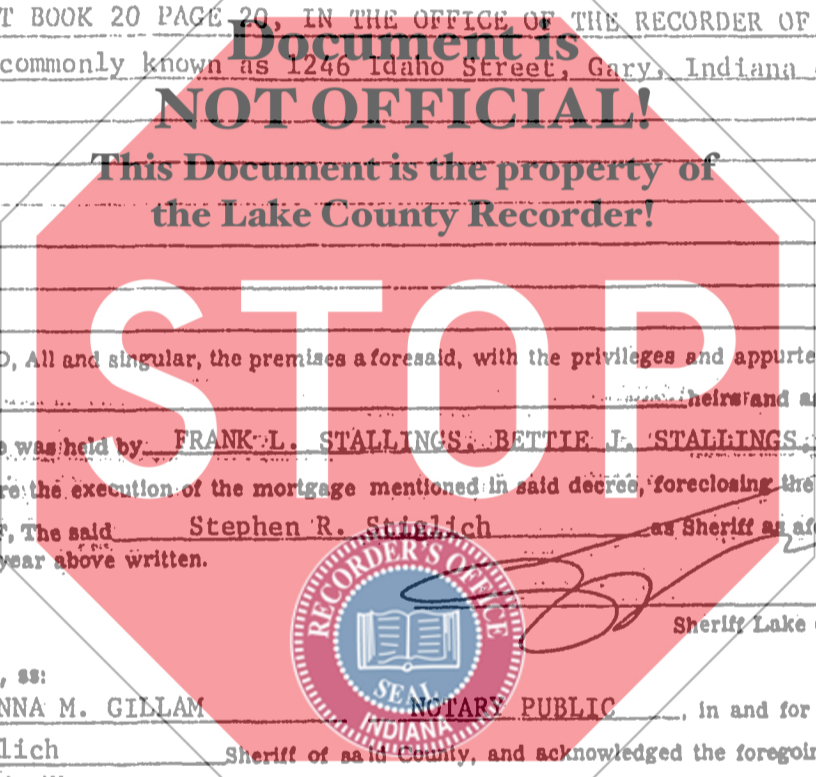 T BOOK 20 PAGE 20, IN THE OFFICE OF THE RECORDER OF
Document is
commonly known as 1246 Idaho Street, Gary, Indiana
NOT OFFICIAL!
This Document is the property of
the Lake County Recorder!
STOP
D, All and singular, the premises aforesaid, with the privileges and appurte
heirs and as
e was held by FRANK L. STALLINGS, BETTIE J. STALLINGS,
re the execution of the mortgage mentioned in said decree, foreclosing the
F, The said Stephen R. Stiglich as Sheriff as afo
year above written.
RECORDER'S OFFICE
SEAL
INDIANA
Sheriff Lake
, ss:
NNA M. GILLAM NOTARY PUBLIC, in and for
lich Sheriff of said County, and acknowledged the foregoin